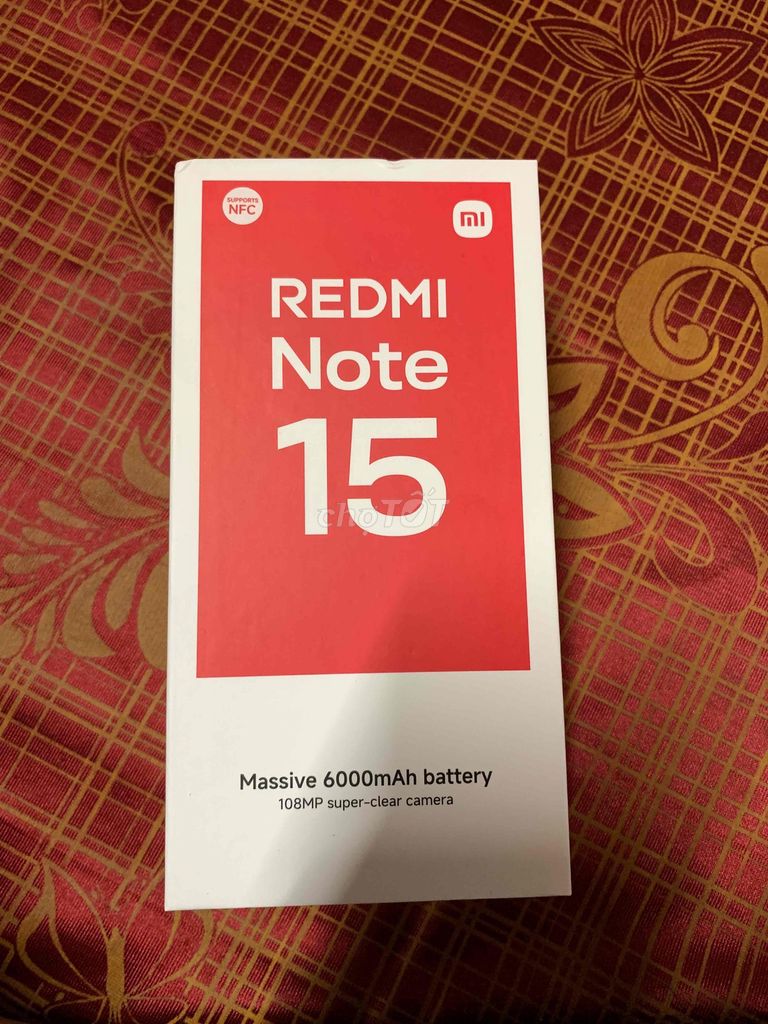 SUPPORTS
NFC
mi
REDMI
Note
15
chợTỐT
Massive 6000mAh battery
108MP super-clear camera